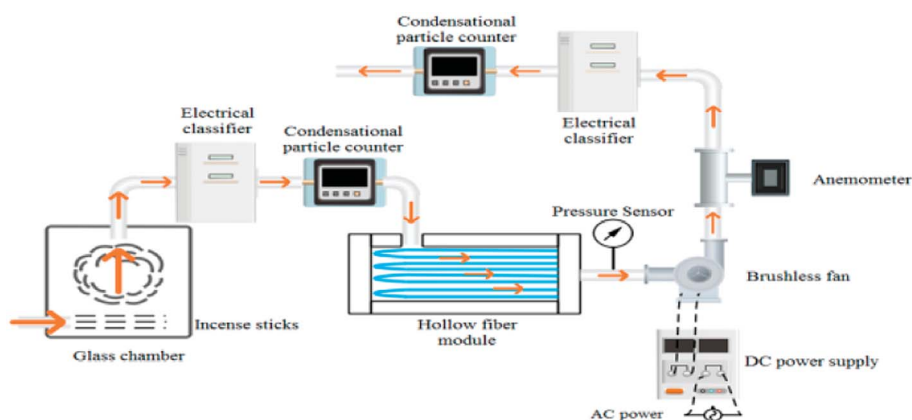 Condensational
particle counter
Electrical
classifier
Condensational
particle counter
Electrical
classifier
Anemometer
Pressure Sensor
Brushless fan
Incense sticks
Glass chamber
Hollow fiber
module
DC power supply
AC power